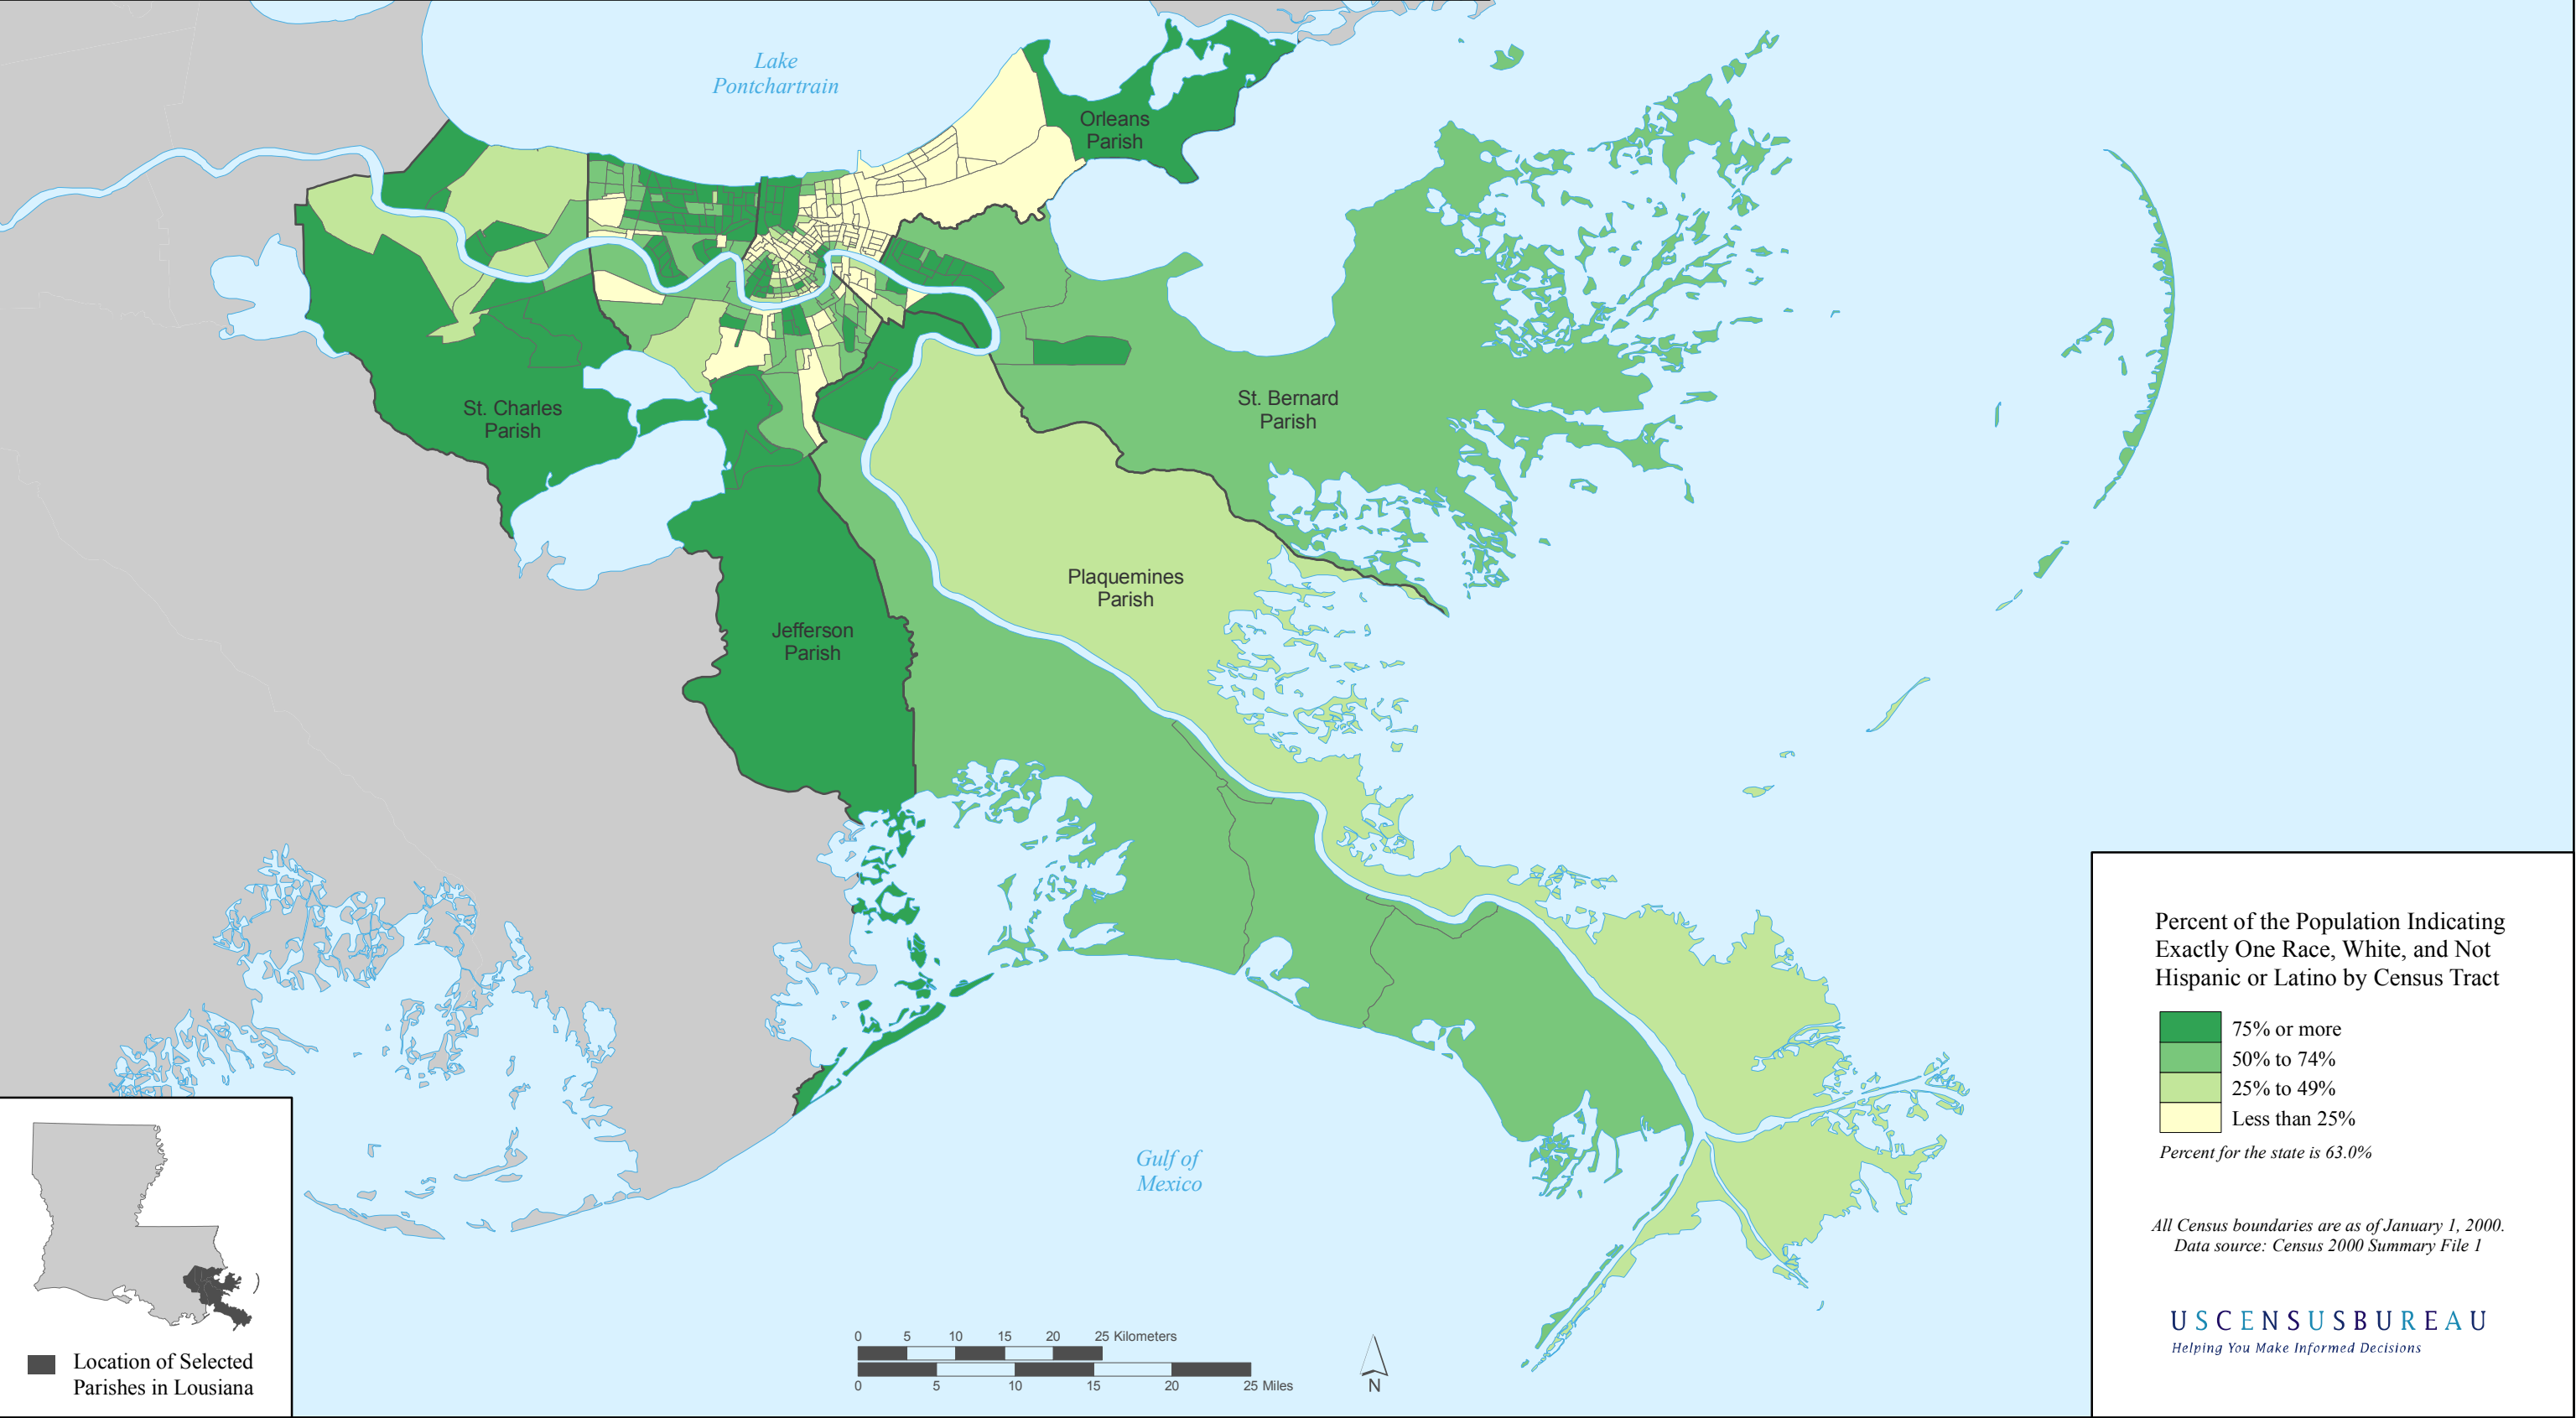 Lake
Pontchartrain
Orleans
Parish
St. Charles
Parish
St. Bernard
Parish
Plaquemines
Parish
Jefferson
Parish
Gulf of
Mexico
Percent of the Population Indicating
Exactly One Race, White, and Not
Hispanic or Latino by Census Tract
75% or more
50% to 74%
25% to 49%
Less than 25%
Percent for the state is 63.0%
All Census boundaries are as of January 1, 2000.
Data source: Census 2000 Summary File 1
USCENSUSBUREAU
Helping You Make Informed Decisions
Location of Selected
Parishes in Lousiana
0 5 10 15 20 25 Kilometers
0 5 10 15 20 25 Miles
N